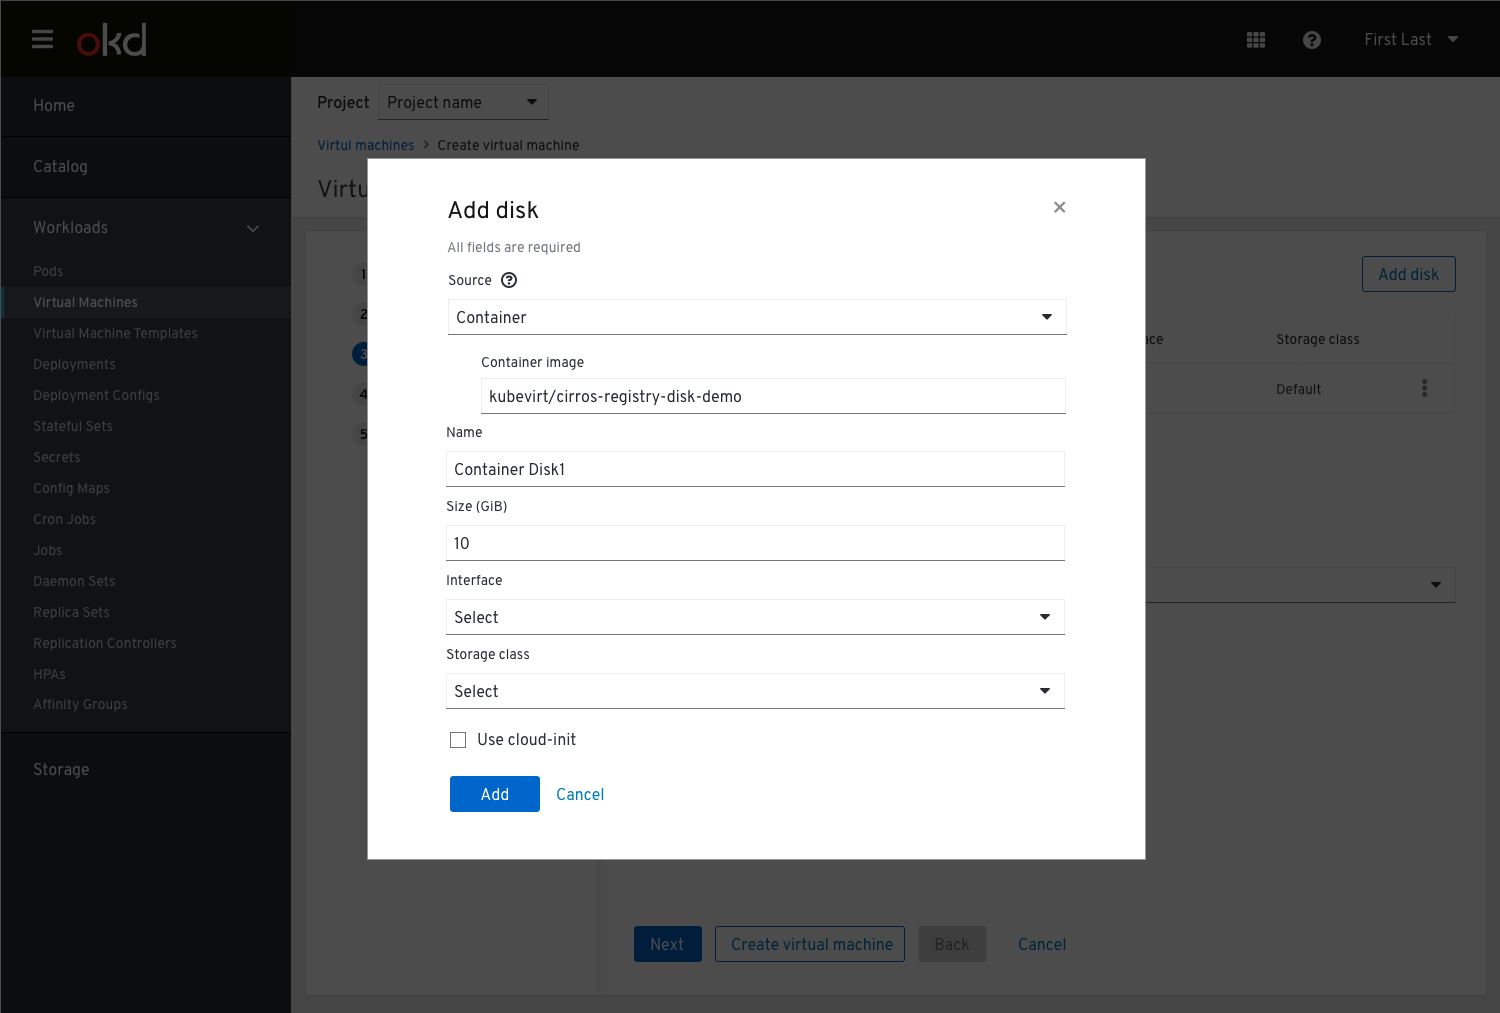 okd
First Last
Home
Catalog
Workloads
Pods
Virtual Machines
Virtual Machine Templates
Deployments
Deployment Configs
Stateful Sets
Secrets
Config Maps
Cron Jobs
Jobs
Daemon Sets
Replica Sets
Replication Controllers
HPAs
Affinity Groups
Storage
Project Project name
Virtul machines > Create virtual machine
Virtu
1
2
3
4
5
Add disk
ace Storage class
Default
Add disk
All fields are required
Source
Container
Container image
kubevirt/cirros-registry-disk-demo
Name
Container Disk1
Size (GiB)
10
Interface
Select
Storage class
Select
Use cloud-init
Add Cancel
Next Create virtual machine Back Cancel